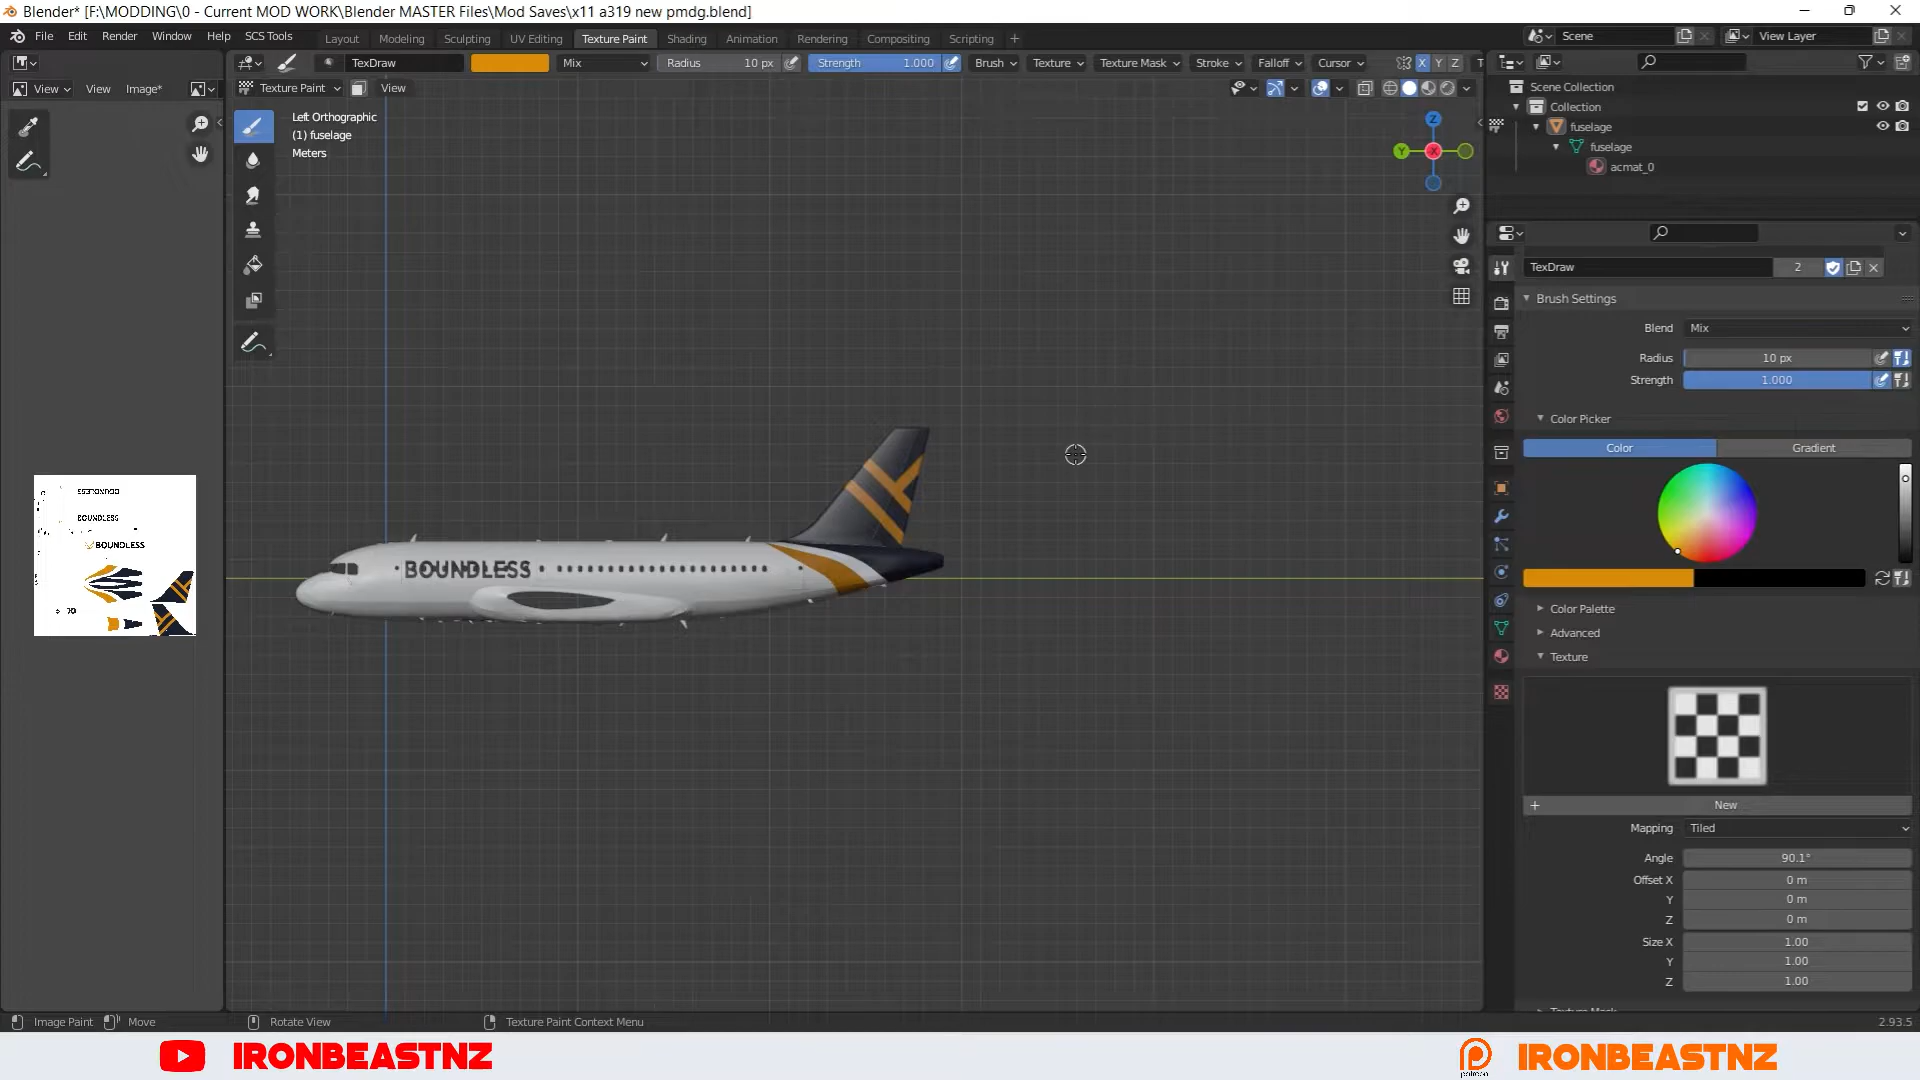 Blender* [F:\MODDING\0 - Current MOD WORK\Blender MASTER Files\Mod Saves\x11 a319 new pmdg.blend]
File Edit Render Window Help SCS Tools Layout Modeling Sculpting UV Editing Texture Paint Shading Animation Compositing Rendering Scripting + Scene View Layer
TexDraw Mix Radius 10 px Strength 1.000 Brush Texture Texture Mask Stroke Falloff Cursor X Y Z
View View Image* Texture Paint View
Left Orthographic
(1) fuselage
Meters
Z
Y
X
Scene Collection
Collection
fuselage
fuselage
acmat_0
TexDraw 2
Brush Settings
Blend Mix
Radius 10 px
Strength 1.000
Color Picker
Color Gradient
Color Palette
Advanced
Texture
+ New
Mapping Tiled
Angle 90.1°
Offset X 0 m
Y 0 m
Z 0 m
Size X 1.00
Y 1.00
Z 1.00
Texture Mask
BOUNDLESS
BOUNDLESS
BOUNDLESS
Image Paint Move Rotate View Texture Paint Context Menu 2.93.5
IRONBEASTNZ
patreon
IRONBEASTNZ